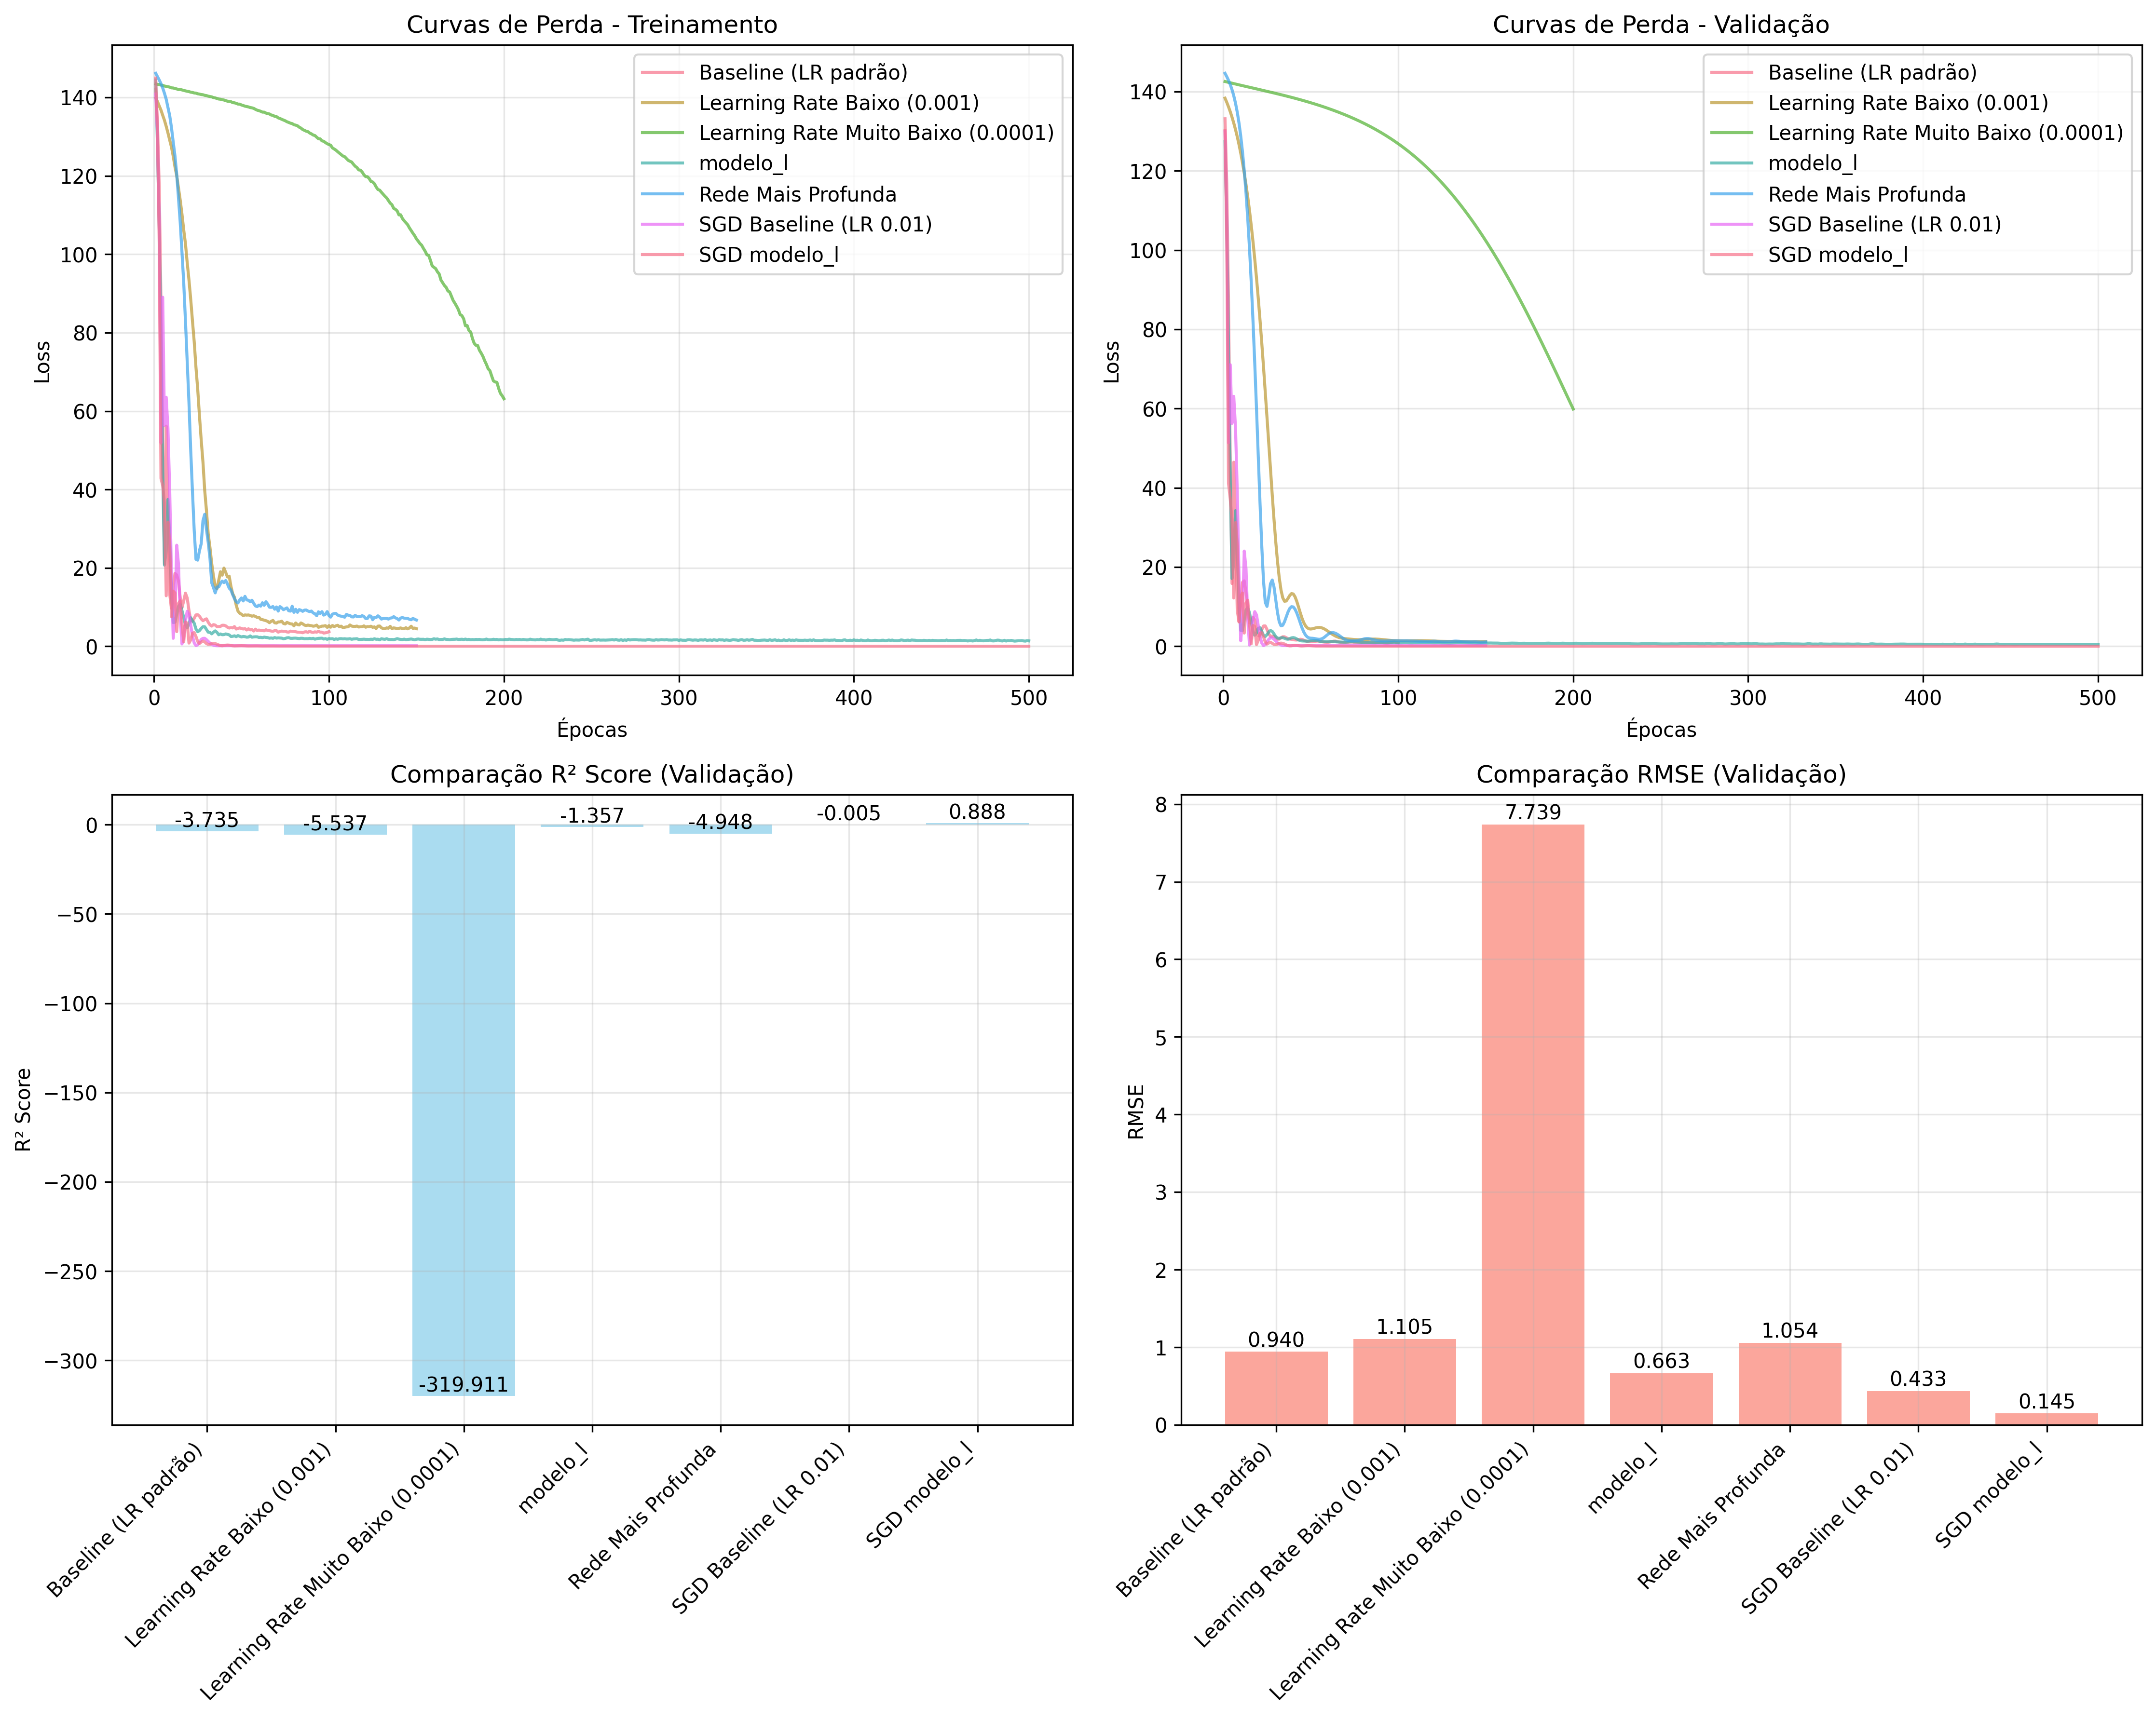 Curvas de Perda - Treinamento
Loss
140
120
100
80
60
40
20
0
0 100 200 300 400 500
Épocas
Baseline (LR padrão)
Learning Rate Baixo (0.001)
Learning Rate Muito Baixo (0.0001)
modelo_l
Rede Mais Profunda
SGD Baseline (LR 0.01)
SGD modelo_l
Curvas de Perda - Validação
Loss
140
120
100
80
60
40
20
0
0 100 200 300 400 500
Épocas
Baseline (LR padrão)
Learning Rate Baixo (0.001)
Learning Rate Muito Baixo (0.0001)
modelo_l
Rede Mais Profunda
SGD Baseline (LR 0.01)
SGD modelo_l
Comparação R² Score (Validação)
R² Score
0
−50
−100
−150
−200
−250
−300
-3.735
-5.537
-319.911
-1.357
-4.948
-0.005
0.888
Baseline (LR padrão)
Learning Rate Baixo (0.001)
Learning Rate Muito Baixo (0.0001)
modelo_l
Rede Mais Profunda
SGD Baseline (LR 0.01)
SGD modelo_l
Comparação RMSE (Validação)
RMSE
8
7
6
5
4
3
2
1
0
0.940
1.105
7.739
0.663
1.054
0.433
0.145
Baseline (LR padrão)
Learning Rate Baixo (0.001)
Learning Rate Muito Baixo (0.0001)
modelo_l
Rede Mais Profunda
SGD Baseline (LR 0.01)
SGD modelo_l